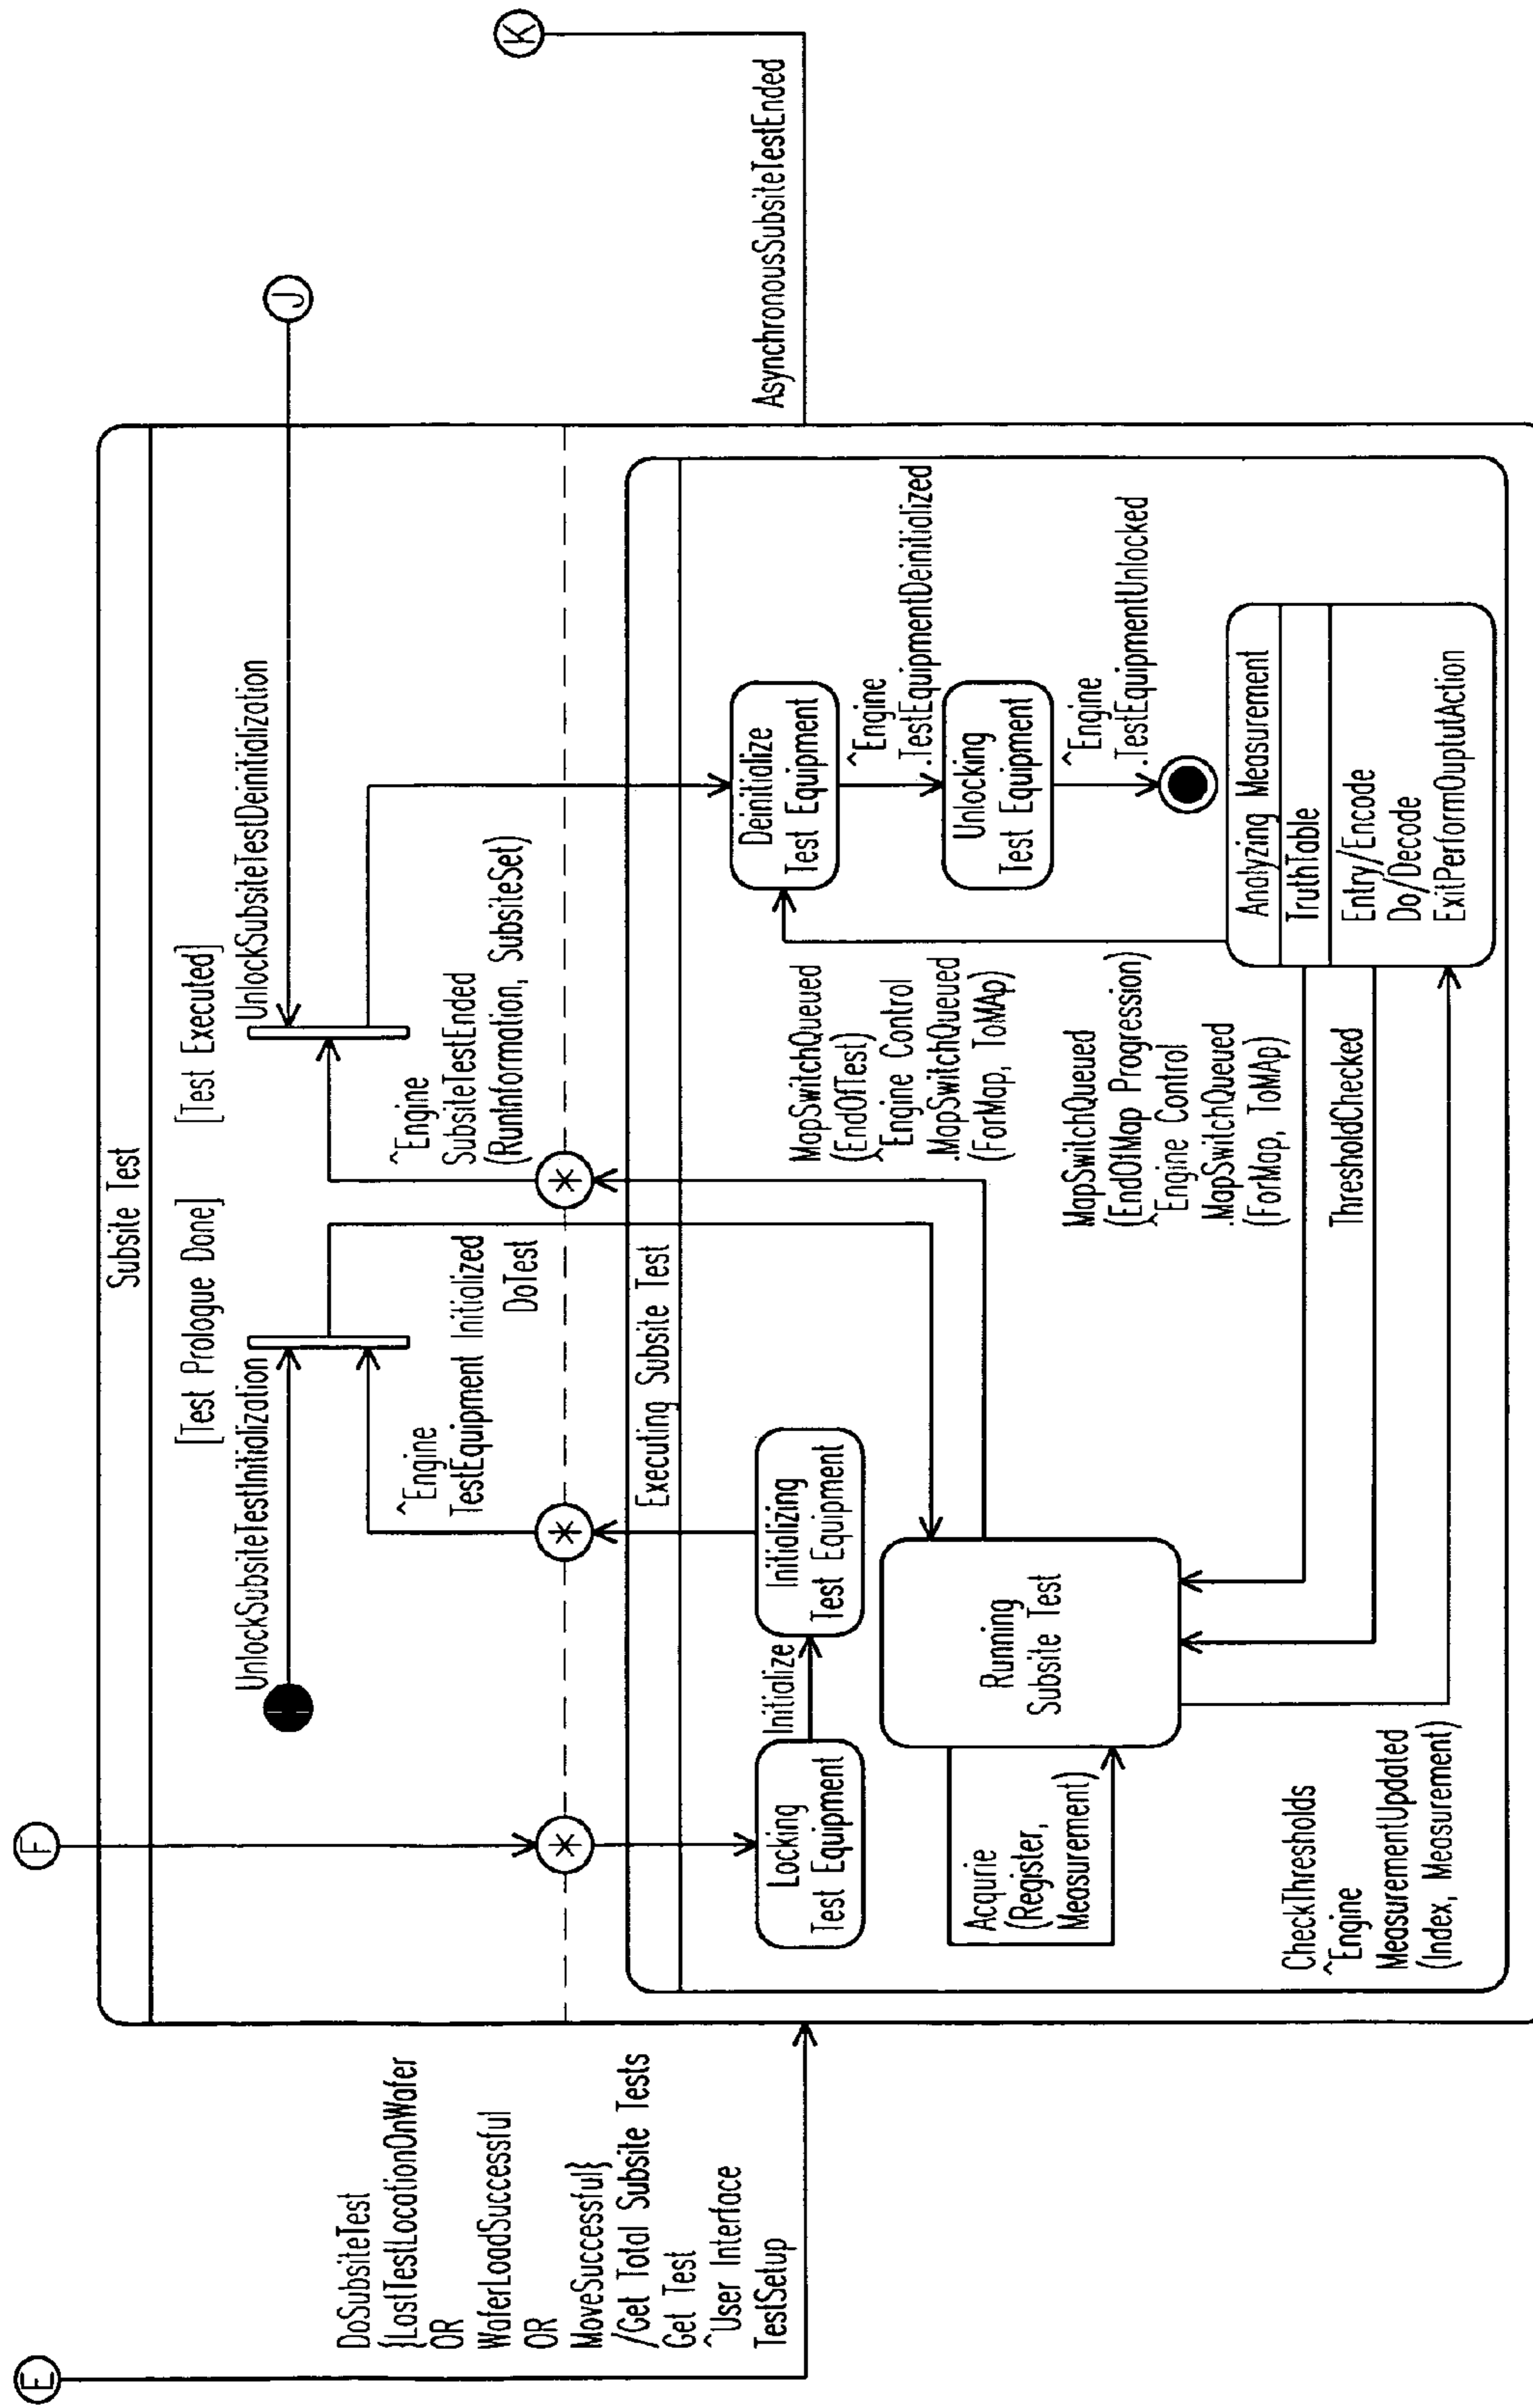 E
F
DoSubsiteTest
{LastTestLocationOnWafer
OR
WaferLoadSuccessful
OR
MoveSuccessful}
/Get Total Subsite Tests
Get Test
^User Interface
TestSetup
Subsite Test
[Test Prologue Done]
[Test Executed]
UnlockSubsiteTestInitialization
UnlockSubsiteTestDeinitialization
J
^Engine
TestEquipment Initialized
DoTest
^Engine
SubsiteTestEnded
(RunInformation, SubsiteSet)
*
*
*
K
AsynchronousSubsiteTestEnded
Executing Subsite Test
Locking
Test Equipment
Initialize
Initializing
Test Equipment
Deinitialize
Test Equipment
^Engine
.TestEquipmentDeinitialized
Unlocking
Test Equipment
^Engine
.TestEquipmentUnlocked
Acqurie
(Register,
Measurement)
Running
Subsite Test
MapSwitchQueued
(EndOfTest)
^Engine Control
.MapSwitchQueued
(ForMap, ToMAp)
MapSwitchQueued
(EndOfMap Progression)
^Engine Control
.MapSwitchQueued
(ForMap, ToMAp)
ThresholdChecked
CheckThresholds
^Engine
MeasurementUpdated
(Index, Measurement)
Analyzing Measurement
TruthTable
Entry/Encode
Do/Decode
ExitPerformOuptutAction